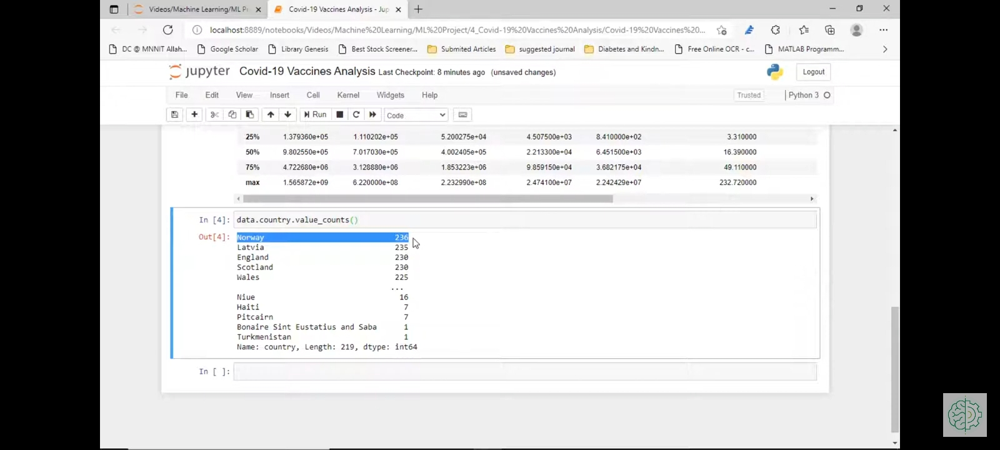 Videos/Machine Learning/ML Pr
Covid-19 Vaccines Analysis - Jup
localhost:8889/notebooks/Videos/Machine%20Learning/ML%20Project/4_Covid-19%20Vaccines%20Analysis/Covid-19%20Vaccines%20...
DC @ MNNIT Allah... Google Scholar Library Genesis Best Stock Screener... Submited Articles suggested journal Diabetes and Kindn... Free Online OCR - c... MATLAB Programm...
jupyter Covid-19 Vaccines Analysis Last Checkpoint: 8 minutes ago (unsaved changes) Logout
File Edit View Insert Cell Kernel Widgets Help Trusted Python 3
Run Code
25% 1.379360e+05 1.110202e+05 5.200275e+04 4.507500e+03 8.410000e+02 3.310000
50% 9.802550e+05 7.017030e+05 4.002405e+05 2.213300e+04 6.451500e+03 16.390000
75% 4.722680e+06 3.128880e+06 1.853223e+06 9.859150e+04 3.682175e+04 49.110000
max 1.565872e+09 6.220000e+08 2.232990e+08 2.474100e+07 2.242429e+07 232.720000
In [4]: data.country.value_counts()
Out[4]: Norway 236
Latvia 235
England 230
Scotland 230
Wales 225
...
Niue 16
Haiti 7
Pitcairn 7
Bonaire Sint Eustatius and Saba 1
Turkmenistan 1
Name: country, Length: 219, dtype: int64
In [ ]: